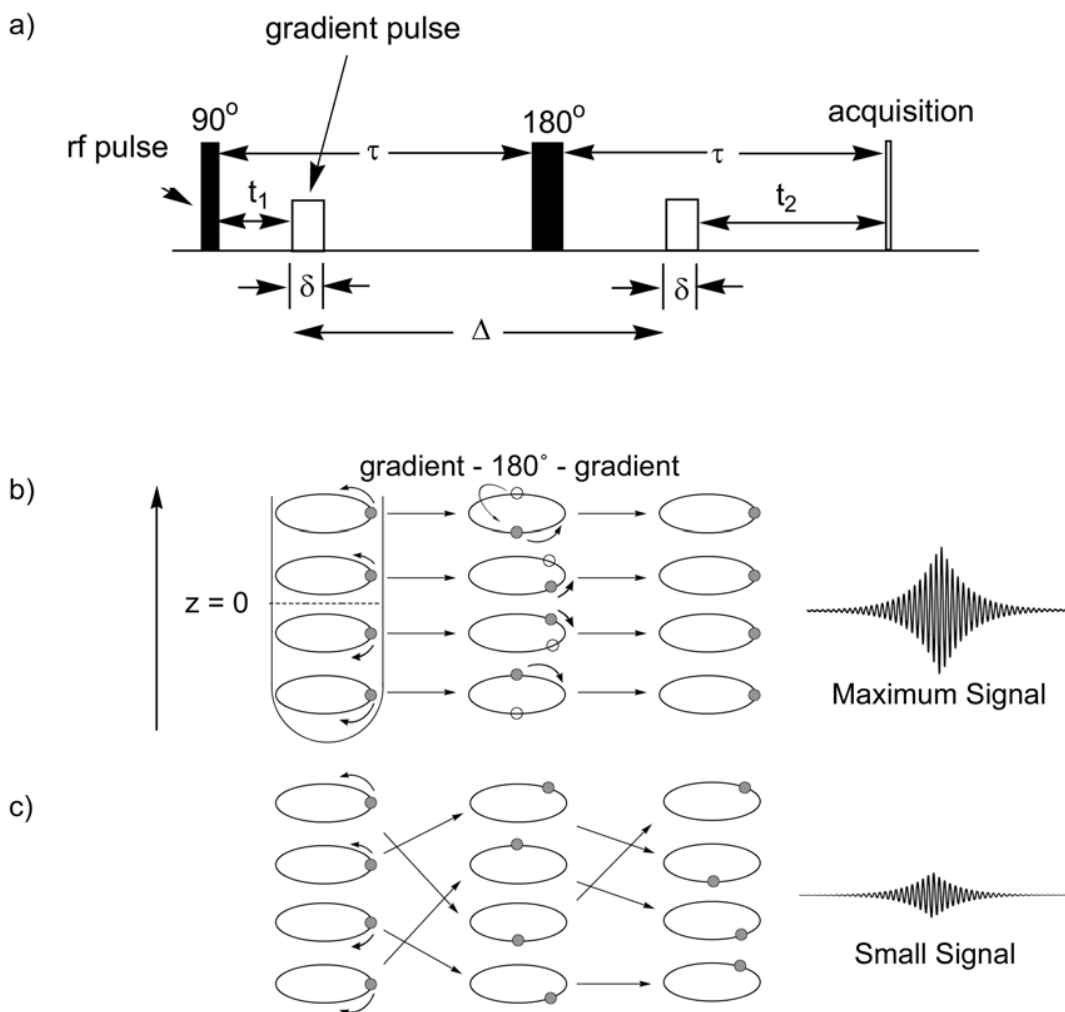 a)
gradient pulse
90°
180°
acquisition
rf pulse
τ
τ
t₁
t₂
δ
δ
Δ
gradient - 180° - gradient
b)
z = 0
Maximum Signal
c)
Small Signal